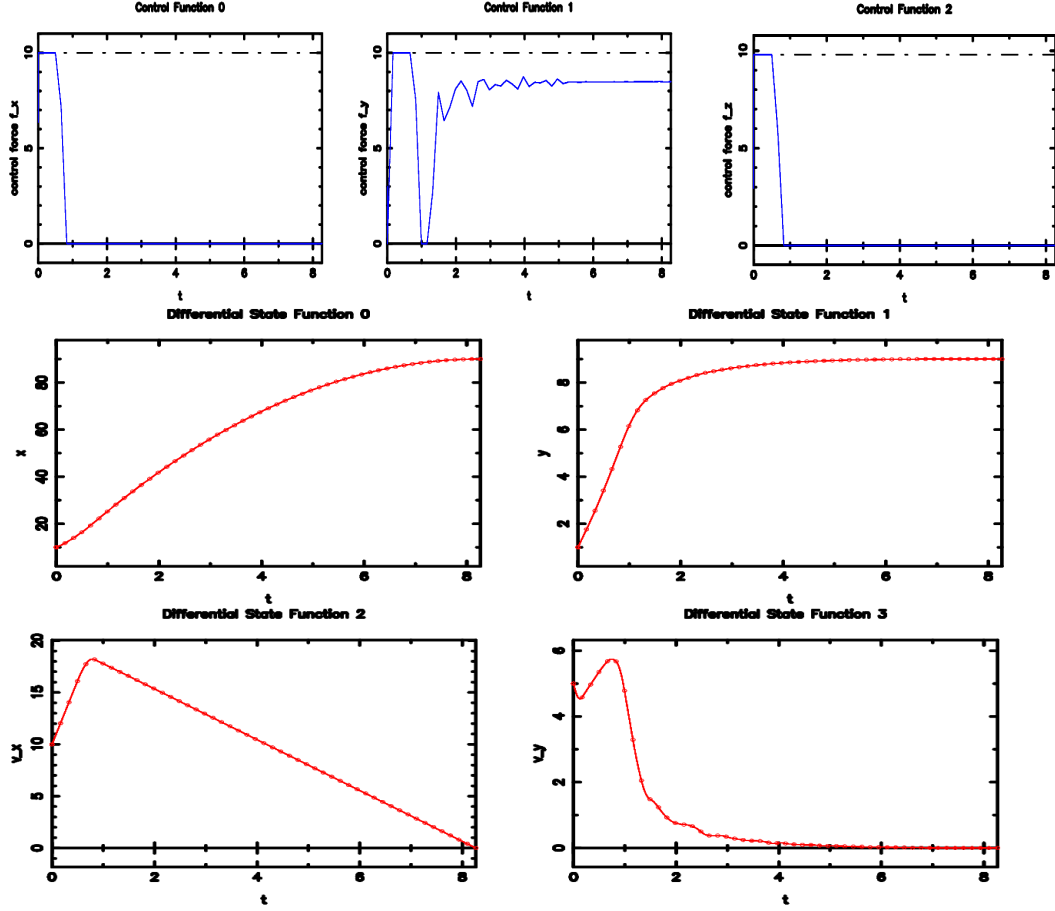 Control Function 0
Control Function 1
Control Function 2
control force f_x
0
5
10
0
2
4
6
8
t
control force f_y
0
5
10
0
2
4
6
8
t
control force f_z
0
5
10
0
2
4
6
8
t
Differential State Function 0
Differential State Function 1
x
20
40
60
80
0
2
4
6
8
t
y
2
4
6
8
0
2
4
6
8
t
Differential State Function 2
Differential State Function 3
v_x
0
5
10
15
20
0
2
4
6
8
t
v_y
0
2
4
6
0
2
4
6
8
t